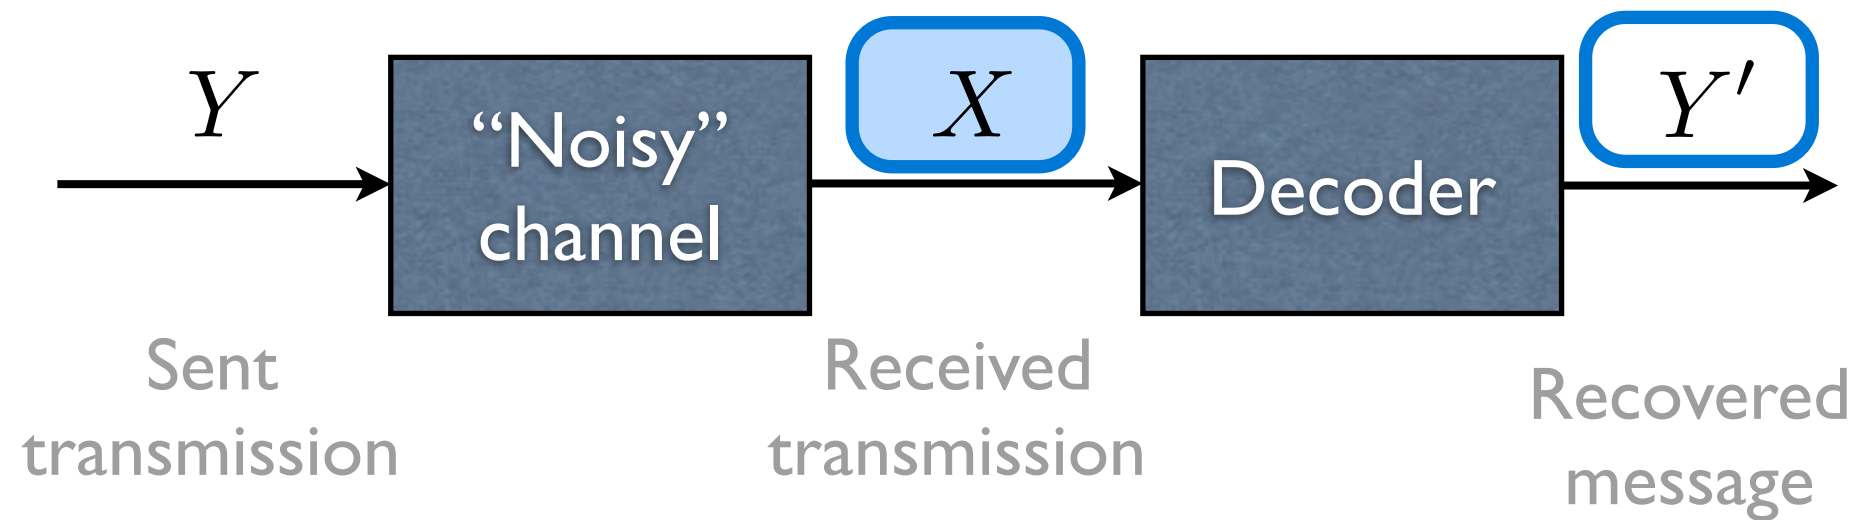 Y
“Noisy”
channel
X
Decoder
Y′
Sent
transmission
Received
transmission
Recovered
message